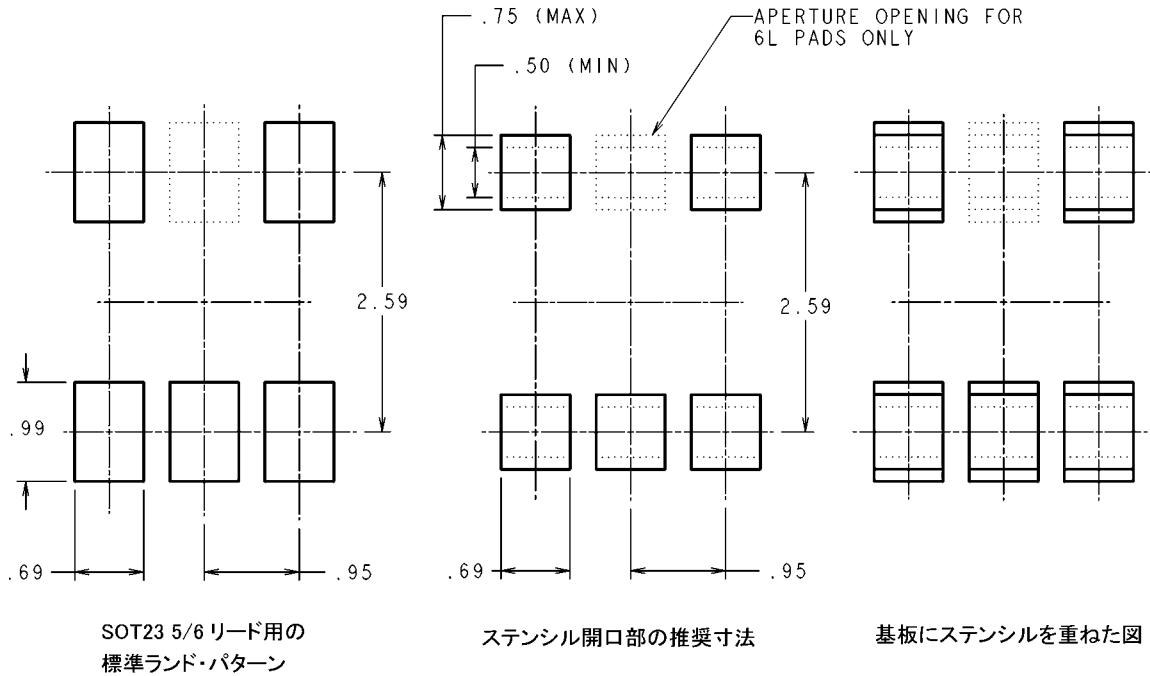 .75 (MAX)
.50 (MIN)
APERTURE OPENING FOR
6L PADS ONLY
2.59
2.59
.99
.69
.95
.69
.95
SOT23 5/6 リード用の
標準ランド・パターン
ステンシル開口部の推奨寸法
基板にステンシルを重ねた図